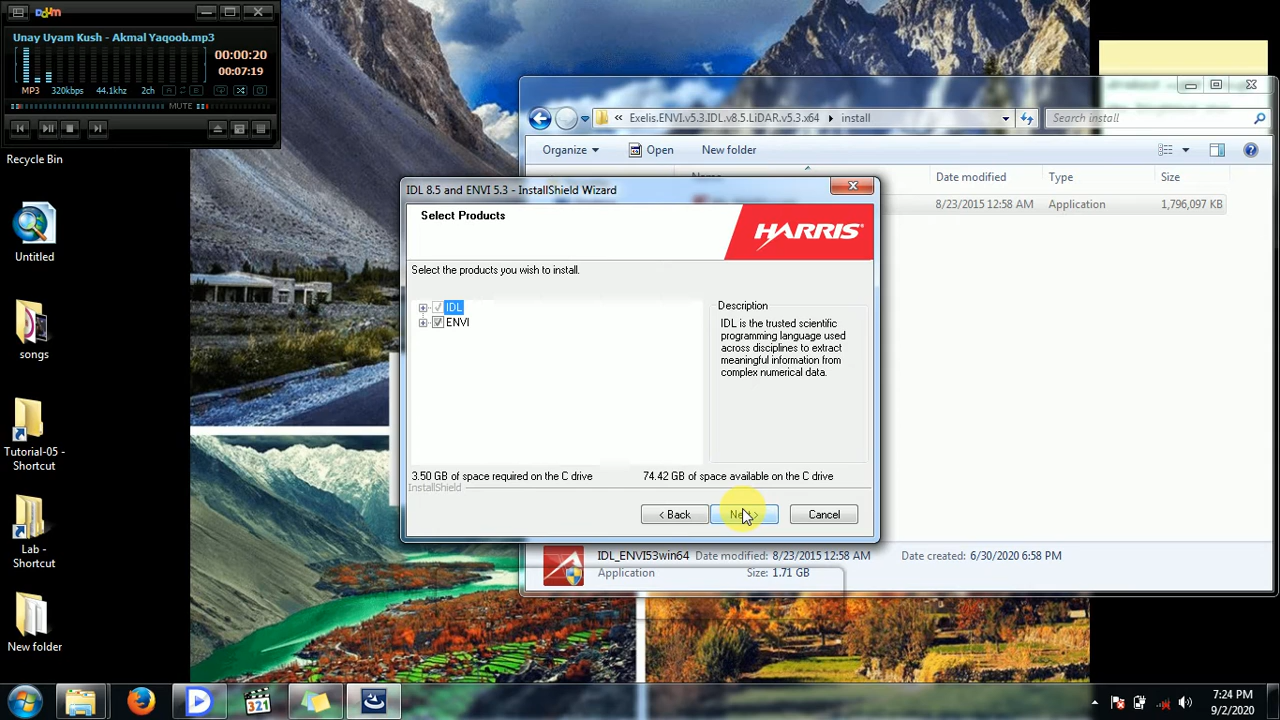 Unay Uyam Kush - Akmal Yaqoob.mp3
00:00:20
00:07:19
MP3 320kbps 44.1khz 2ch
MUTE
Recycle Bin
Untitled
songs
Tutorial-05 - Shortcut
Lab - Shortcut
New folder
Exelis.ENVI.v5.3.IDL.v8.5.LiDAR.v5.3.x64 install
Search install
Organize Open New folder
Date modified Type Size
8/23/2015 12:58 AM Application 1,796,097 KB
IDL 8.5 and ENVI 5.3 - InstallShield Wizard
Select Products
HARRIS
Select the products you wish to install.
IDL
ENVI
Description
IDL is the trusted scientific
programming language used
across disciplines to extract
meaningful information from
complex numerical data.
3.50 GB of space required on the C drive
74.42 GB of space available on the C drive
InstallShield
< Back Next > Cancel
IDL_ENVI53win64 Date modified: 8/23/2015 12:58 AM Date created: 6/30/2020 6:58 PM
Application Size: 1.71 GB
321
7:24 PM
9/2/2020